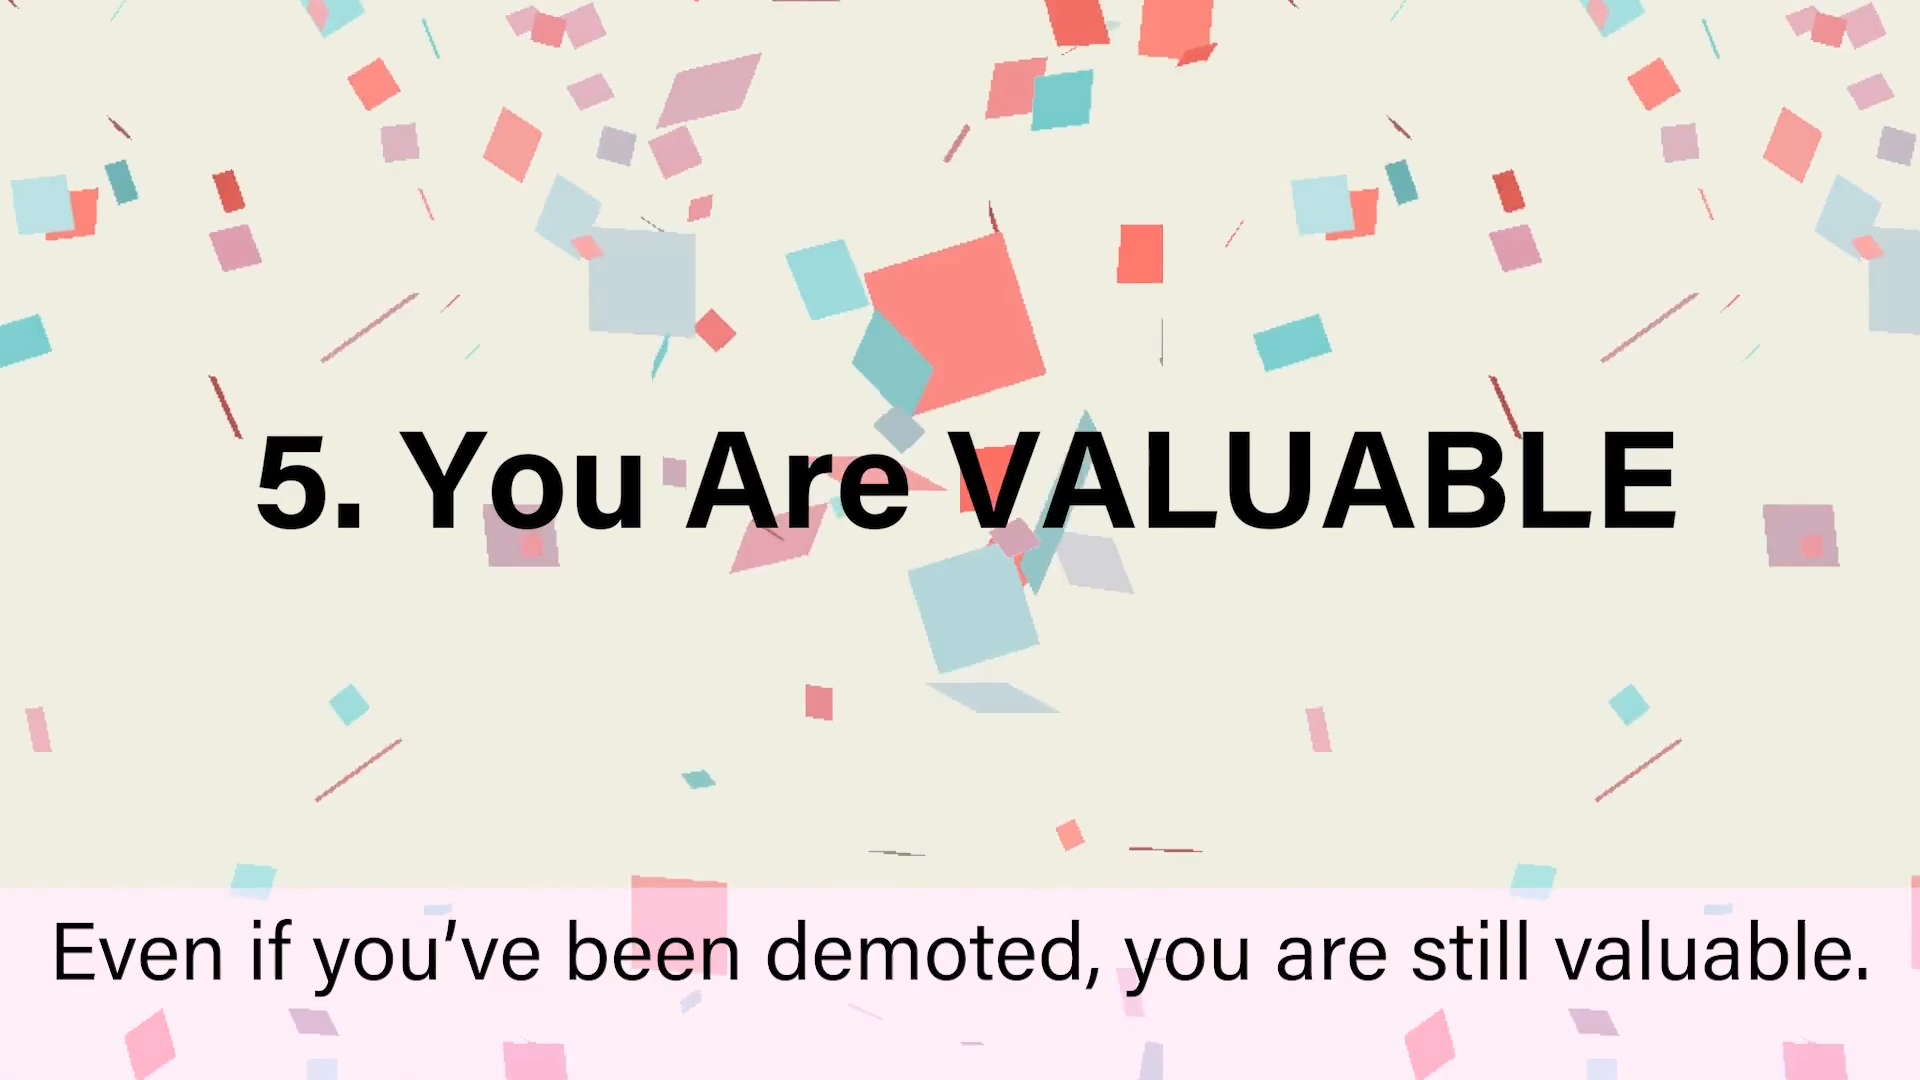 5. You Are VALUABLE
Even if you’ve been demoted, you are still valuable.